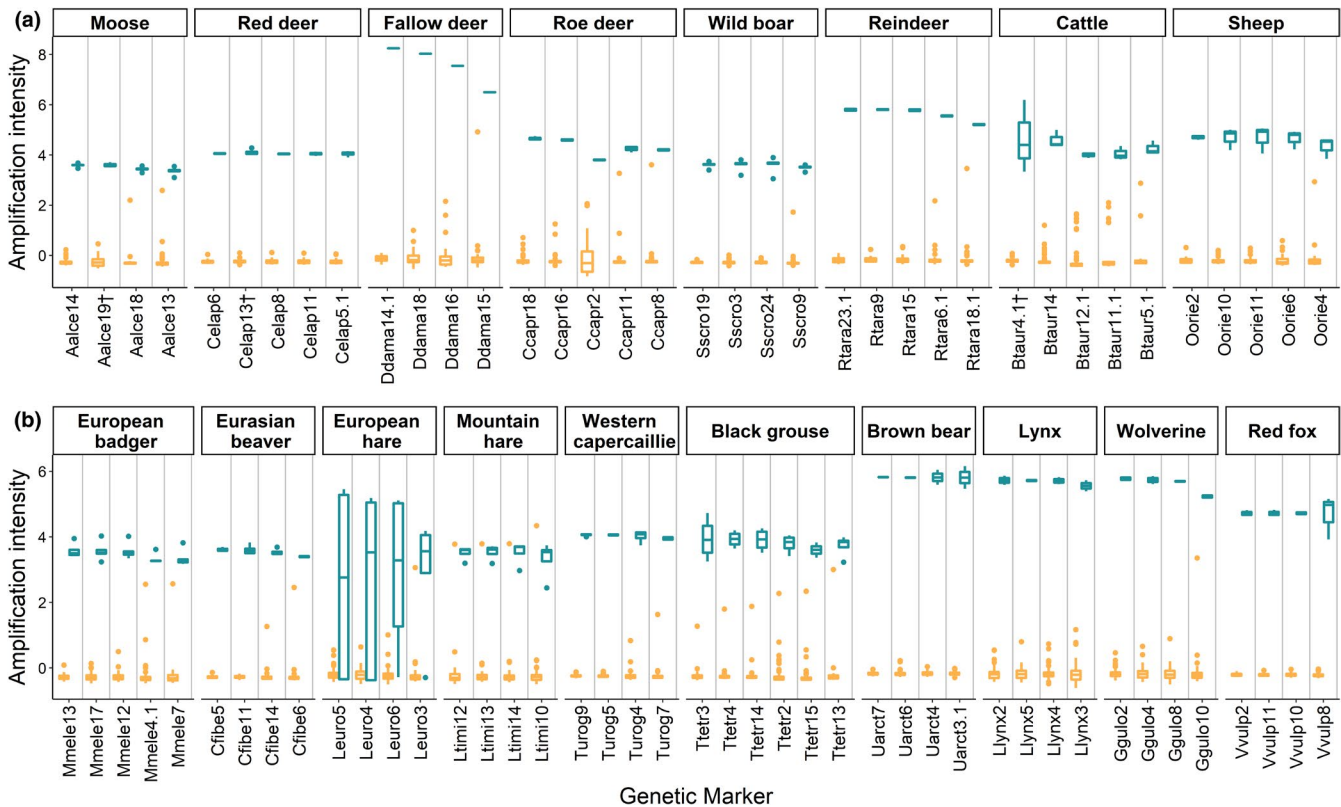 (a)
Moose
Red deer
Fallow deer
Roe deer
Wild boar
Reindeer
Cattle
Sheep
Amplification intensity
8
6
4
2
0
Aalce14
Aalce19†
Aalce18
Aalce13
Celap6
Celap13†
Celap8
Celap11
Celap5.1
Ddama14.1
Ddama18
Ddama16
Ddama15
Ccapr18
Ccapr16
Ccapr2
Ccapr11
Ccapr8
Sscro19
Sscro3
Sscro24
Sscro9
Rtara23.1
Rtara9
Rtara15
Rtara6.1
Rtara18.1
Btaur4.1†
Btaur14
Btaur12.1
Btaur11.1
Btaur5.1
Oorie2
Oorie10
Oorie11
Oorie6
Oorie4
(b)
European
badger
Eurasian
beaver
European
hare
Mountain
hare
Western
capercaillie
Black grouse
Brown bear
Lynx
Wolverine
Red fox
Amplification intensity
6
4
2
0
Mmele13
Mmele17
Mmele12
Mmele4.1
Mmele7
Cfibe5
Cfibe11
Cfibe14
Cfibe6
Leuro5
Leuro4
Leuro6
Leuro3
Ltimi12
Ltimi13
Ltimi14
Ltimi10
Turog9
Turog5
Turog4
Turog7
Ttetr3
Ttetr4
Ttetr14
Ttetr2
Ttetr15
Ttetr13
Uarct7
Uarct6
Uarct4
Uarct3.1
Llynx2
Llynx5
Llynx4
Llynx3
Ggulo2
Ggulo4
Ggulo8
Ggulo10
Vvulp2
Vvulp11
Vvulp10
Vvulp8
Genetic Marker